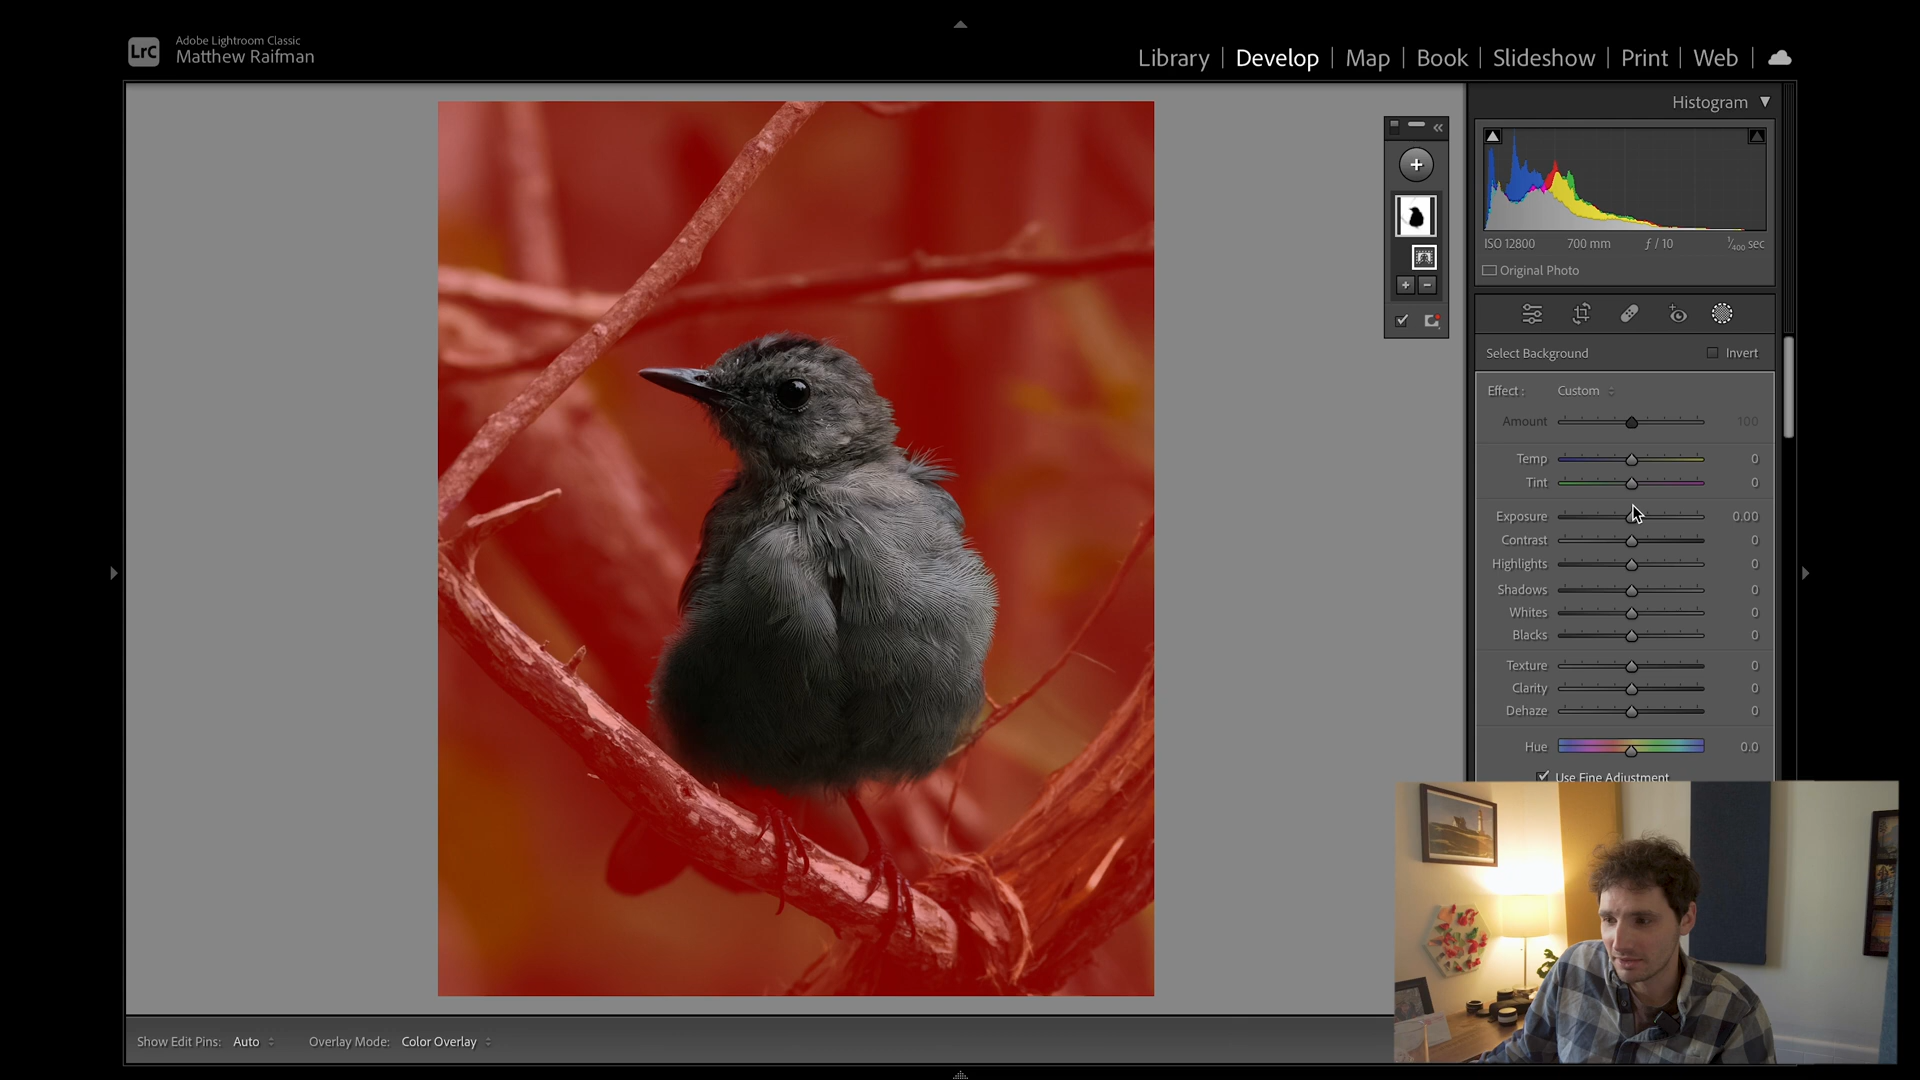 LrC
Adobe Lightroom Classic
Matthew Raifman
Library | Develop | Map | Book | Slideshow | Print | Web |
Histogram
ISO 12800 700 mm ƒ / 10 1/400 sec
Original Photo
Select Background Invert
Effect : Custom
Amount 100
Temp 0
Tint 0
Exposure 0.00
Contrast 0
Highlights 0
Shadows 0
Whites 0
Blacks 0
Texture 0
Clarity 0
Dehaze 0
Hue 0.0
Use Fine Adjustment
Show Edit Pins: Auto Overlay Mode: Color Overlay